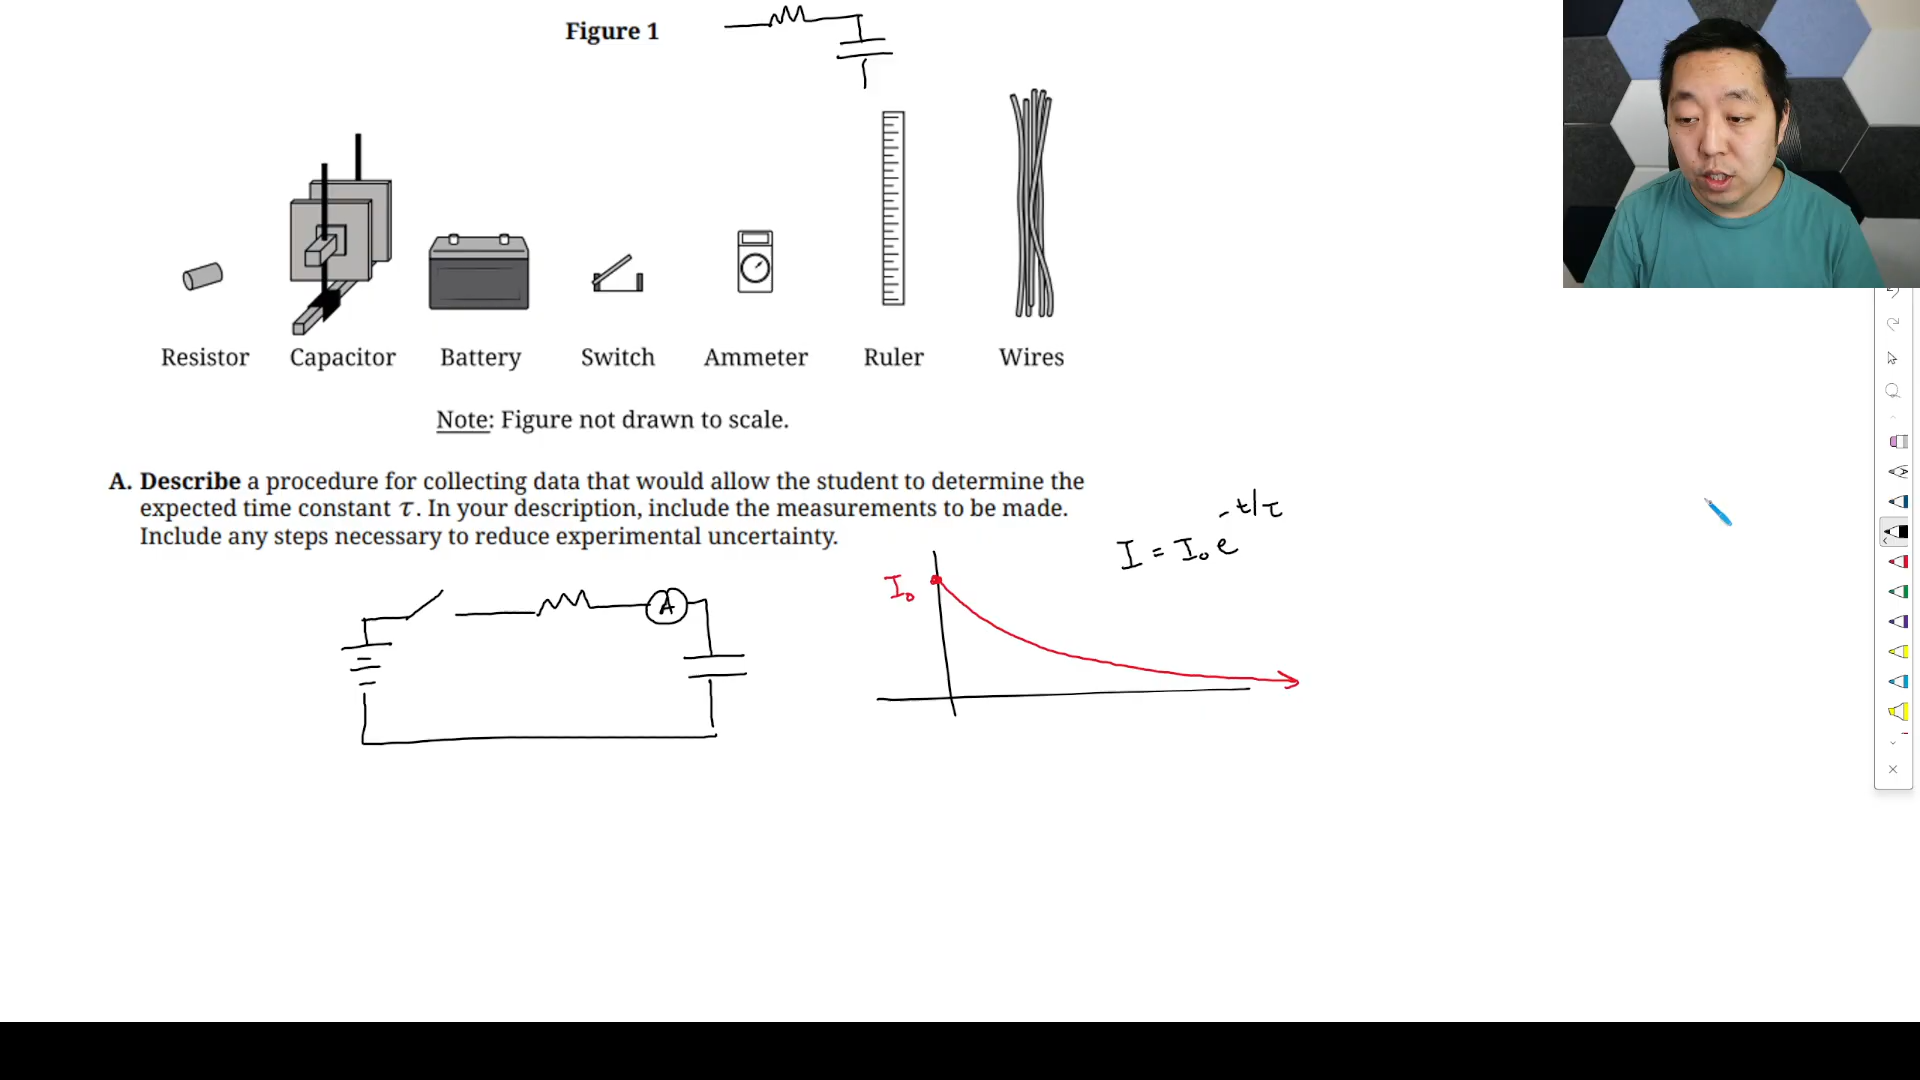 Figure 1
Resistor Capacitor Battery Switch Ammeter Ruler Wires
Note: Figure not drawn to scale.
A. Describe a procedure for collecting data that would allow the student to determine the
expected time constant τ. In your description, include the measurements to be made.
Include any steps necessary to reduce experimental uncertainty.
I = I₀e^(-t/τ)
I₀
A